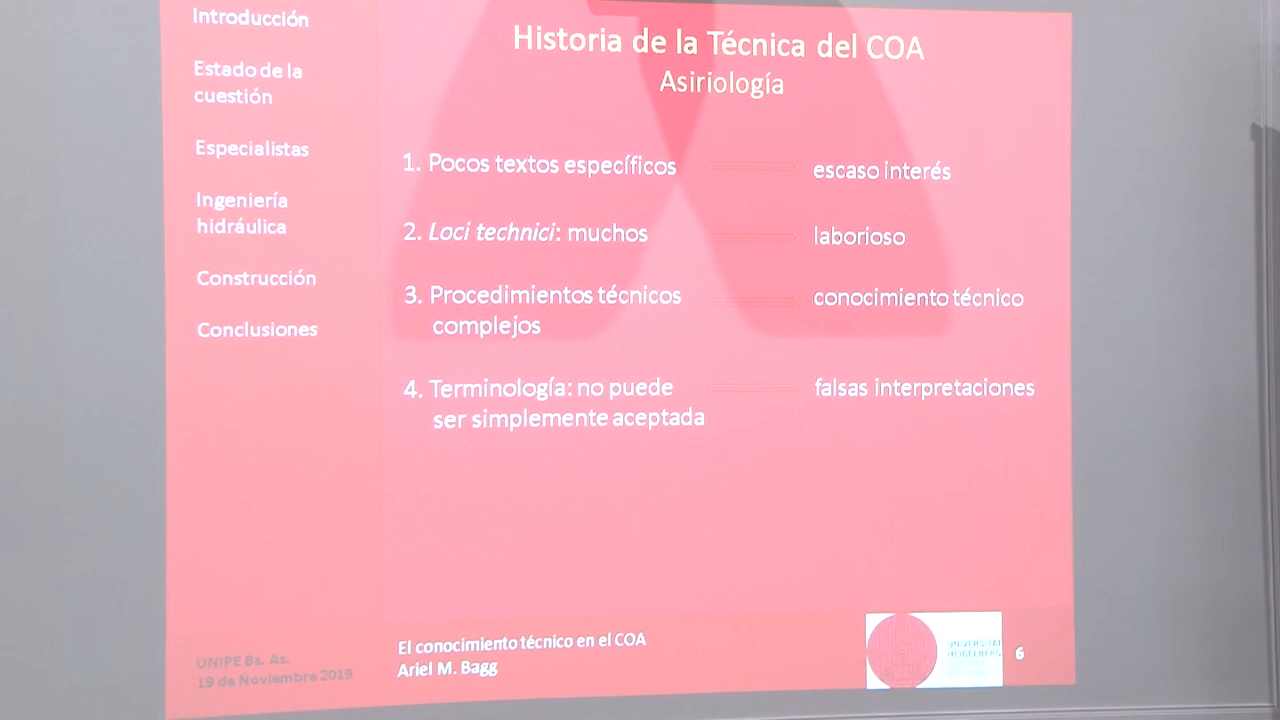 Introducción
Estado de la
cuestión
Especialistas
Ingeniería
hidráulica
Construcción
Conclusiones
Historia de la Técnica del COA
Asiriología
1. Pocos textos específicos
escaso interés
2. Loci technici: muchos
laborioso
3. Procedimientos técnicos
complejos
conocimiento técnico
4. Terminología: no puede
ser simplemente aceptada
falsas interpretaciones
UNIPE Bs. As.
19 de Noviembre 2019
El conocimiento técnico en el COA
Ariel M. Bagg
UNIVERSITÄT
HEIDELBERG
6